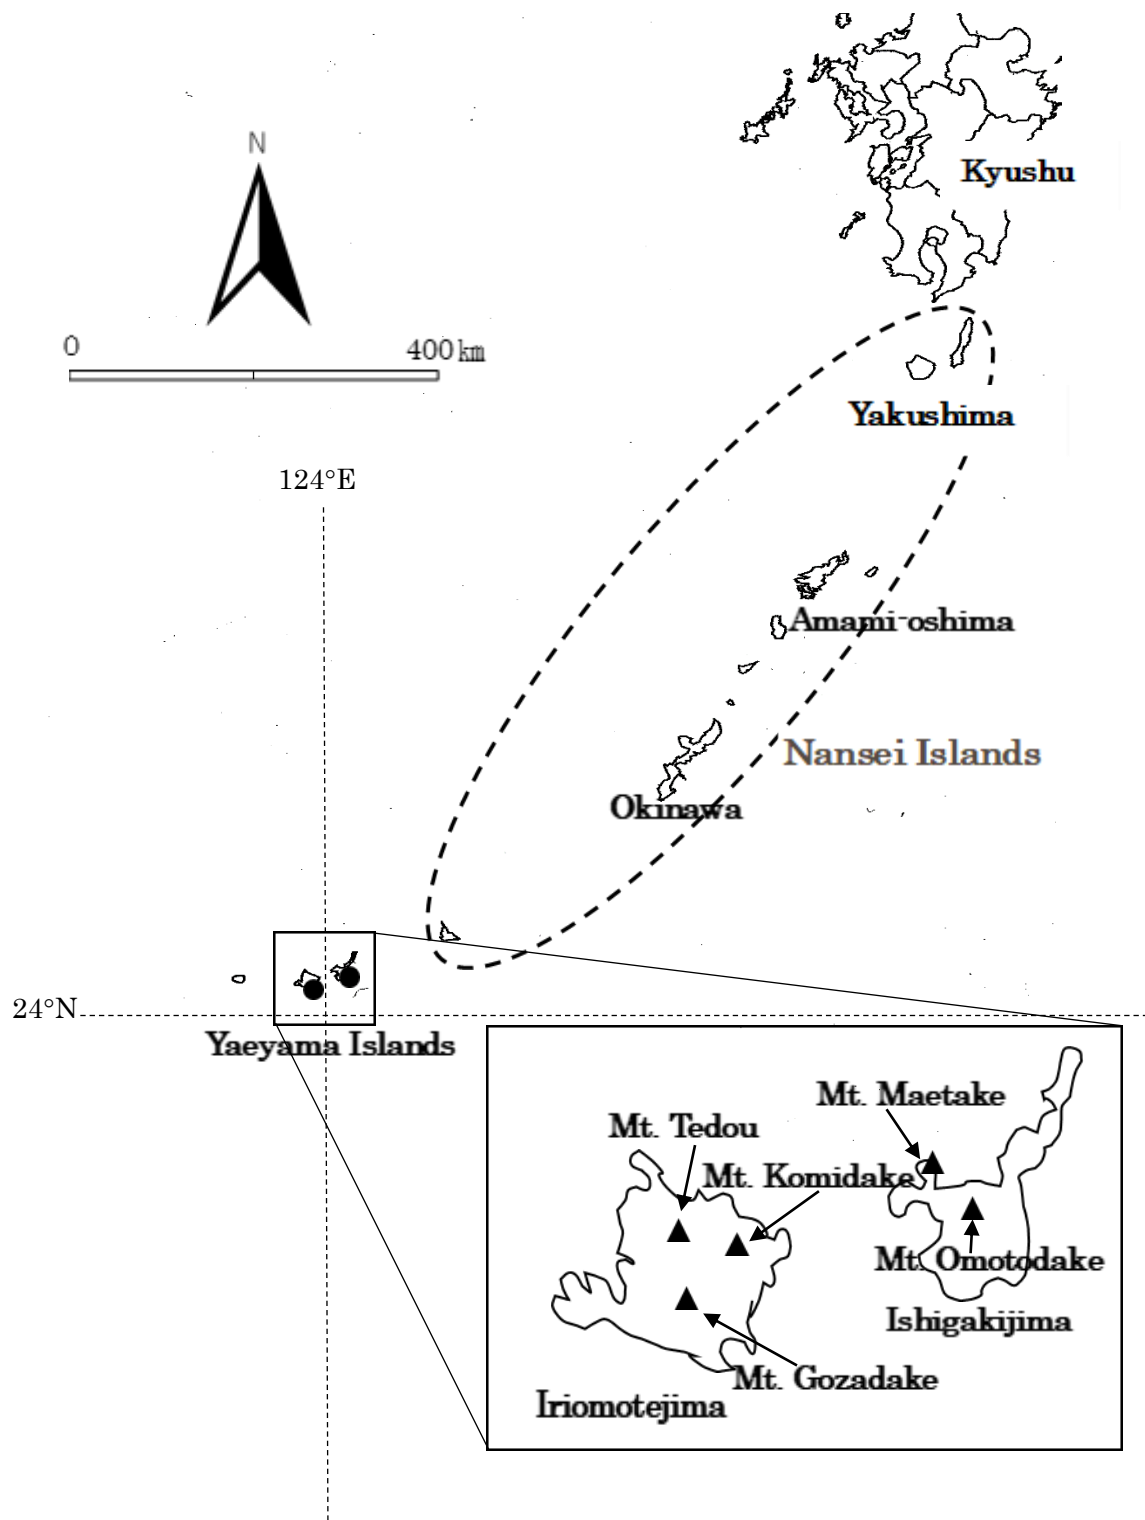 N
Kyushu
0
400㎞
Yakushima
124°E
Amami-oshima
Nansei Islands
Okinawa
24°N
Yaeyama Islands
Mt. Maetake
Mt. Tedou
Mt. Komidake
Mt. Omotodake
Ishigakijima
Mt. Gozadake
Iriomotejima